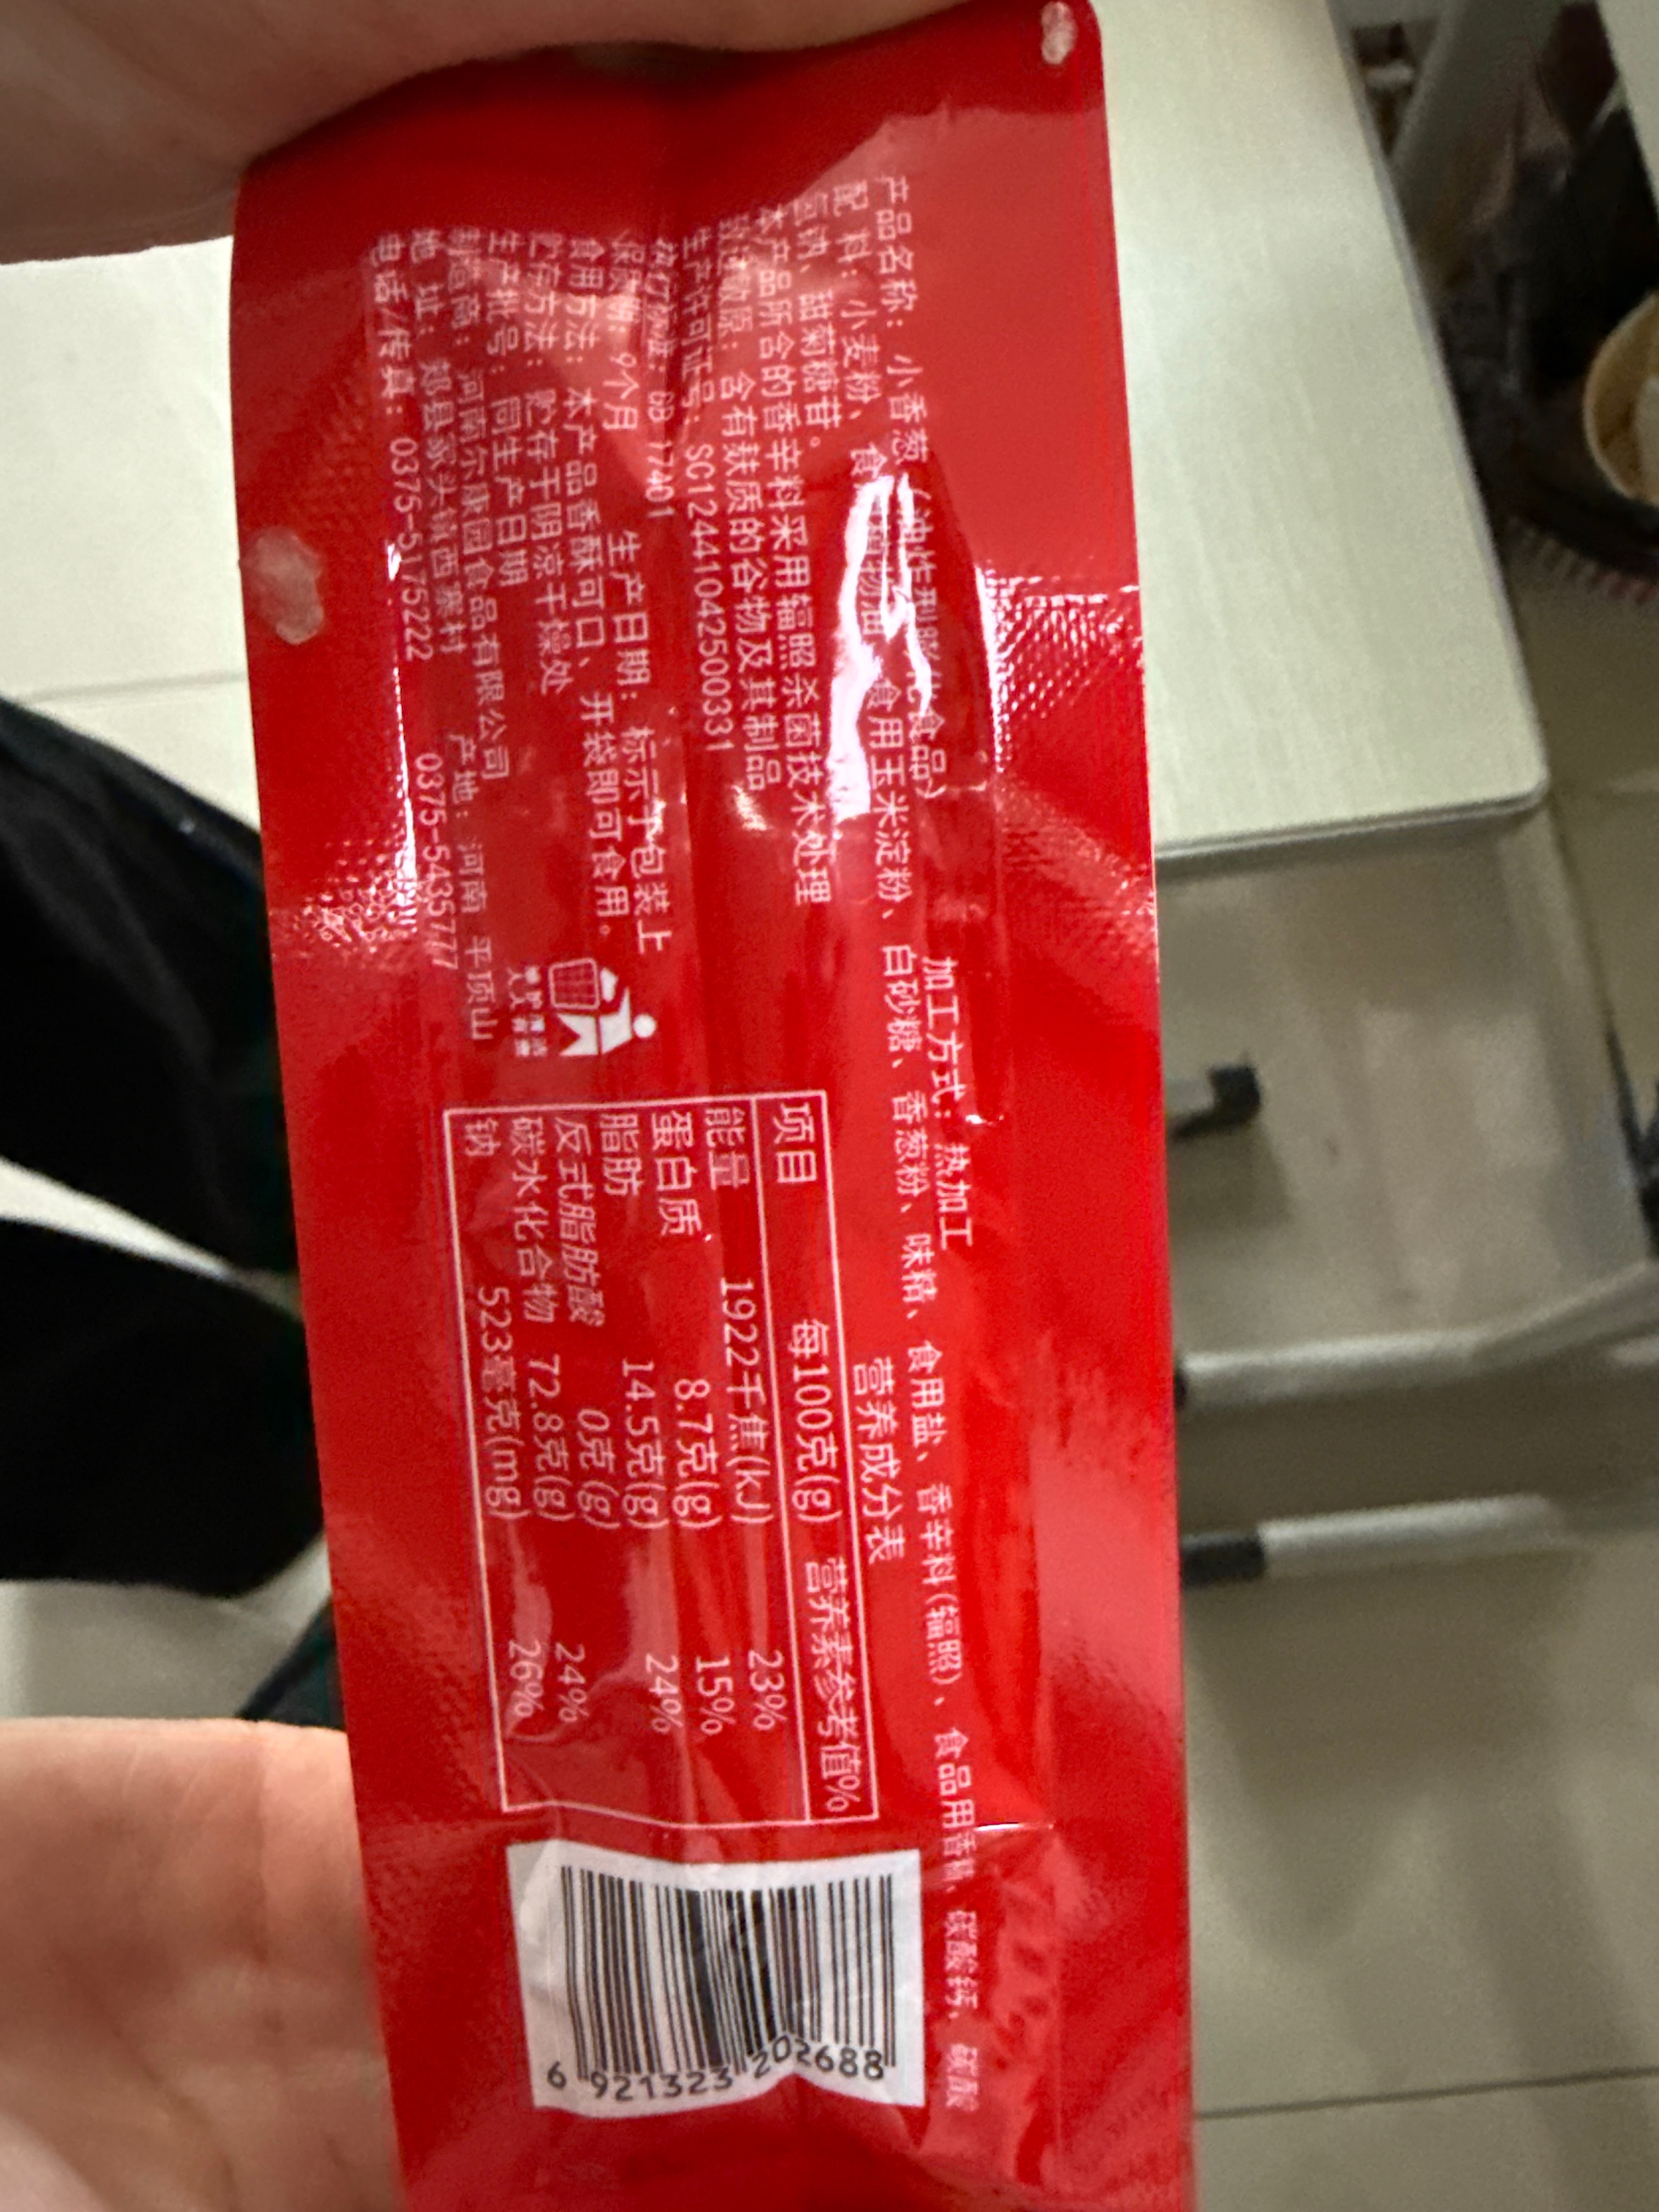 产品名称：小香葱（油炸型膨化食品） 加工方式：热加工
配 料：小麦粉、食用植物油、食用玉米淀粉、白砂糖、香葱粉、味精、食用盐、香辛料（辐照）、食品用香精、碳酸钙、碳酸
氢钠、甜菊糖苷。
本产品所含的香辛料采用辐照杀菌技术处理
致过敏原：含有麸质的谷物及其制品
生产许可证号：SC12441042500331
执行标准：GB 17401
保质期：9个月 生产日期：标示于包装上
食用方法：本产品香酥可口、开袋即可食用。
贮存方法：贮存于阴凉干燥处
生产批号：同生产日期
制造商：河南尔康园食品有限公司
地 址：郏县冢头镇西寨村 产地：河南 平顶山
电话/传真：0375-5175222 0375-5435777
营养成分表
项目 每100克(g) 营养素参考值%
能量 1922千焦(kJ) 23%
蛋白质 8.7克(g) 15%
脂肪 14.5克(g) 24%
反式脂肪酸 0克(g)
碳水化合物 72.8克(g) 24%
钠 523毫克(mg) 26%
6 921323 202688